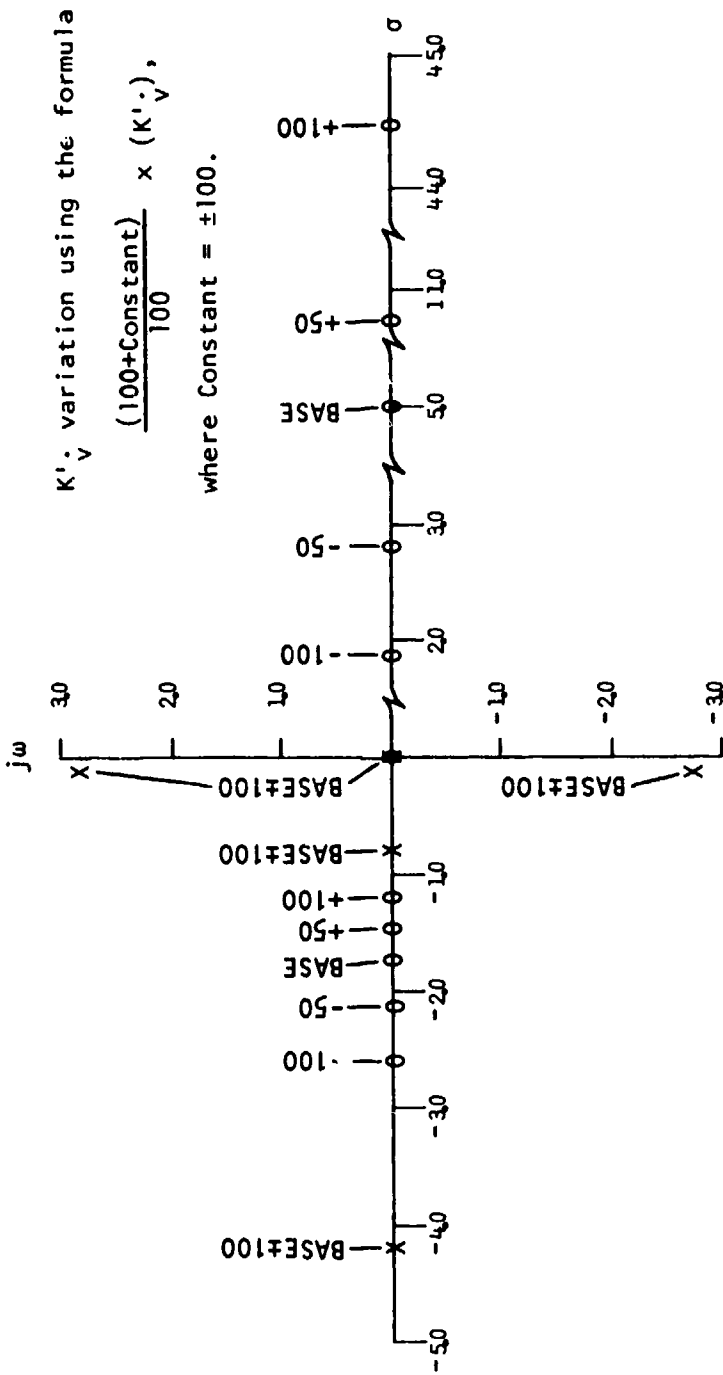 K'v̇ variation using the formula
(100+Constant)
100
x (K'v̇),
where Constant = ±100.
jω
3.0
2.0
1.0
-1.0
-2.0
-3.0
σ
-5.0
-4.0
-3.0
-2.0
-1.0
2.0
3.0
5.0
11.0
44.0
45.0
BASE±100
BASE±100
BASE±100
BASE±100
BASE±100
-100
-50
BASE
+50
+100
-100
-50
BASE
+50
+100